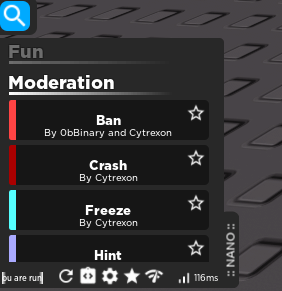 Fun
Moderation
Ban
By 0bBinary and Cytrexon
Crash
By Cytrexon
Freeze
By Cytrexon
Hint
:: NANO ::
ou are run
116ms